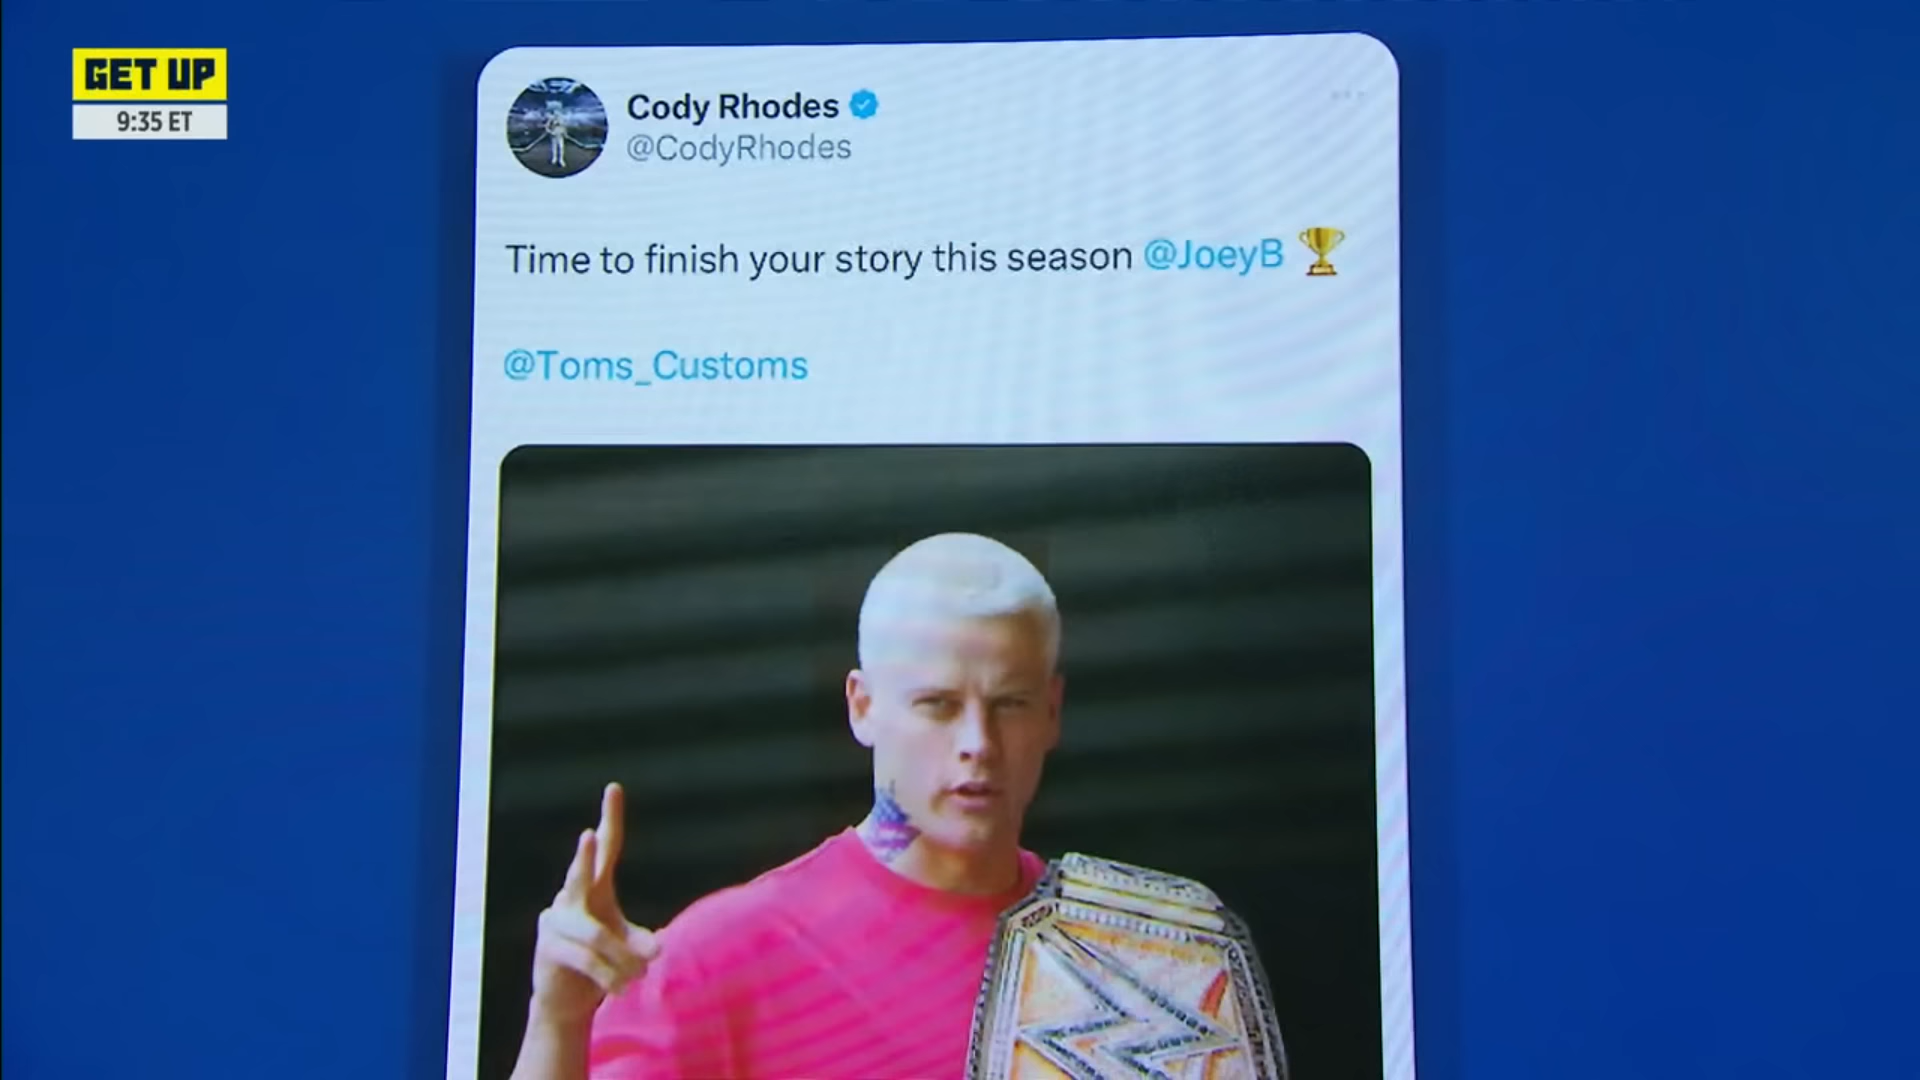 GET UP
9:35 ET
Cody Rhodes
@CodyRhodes
Time to finish your story this season @JoeyB 🏆
@Toms_Customs